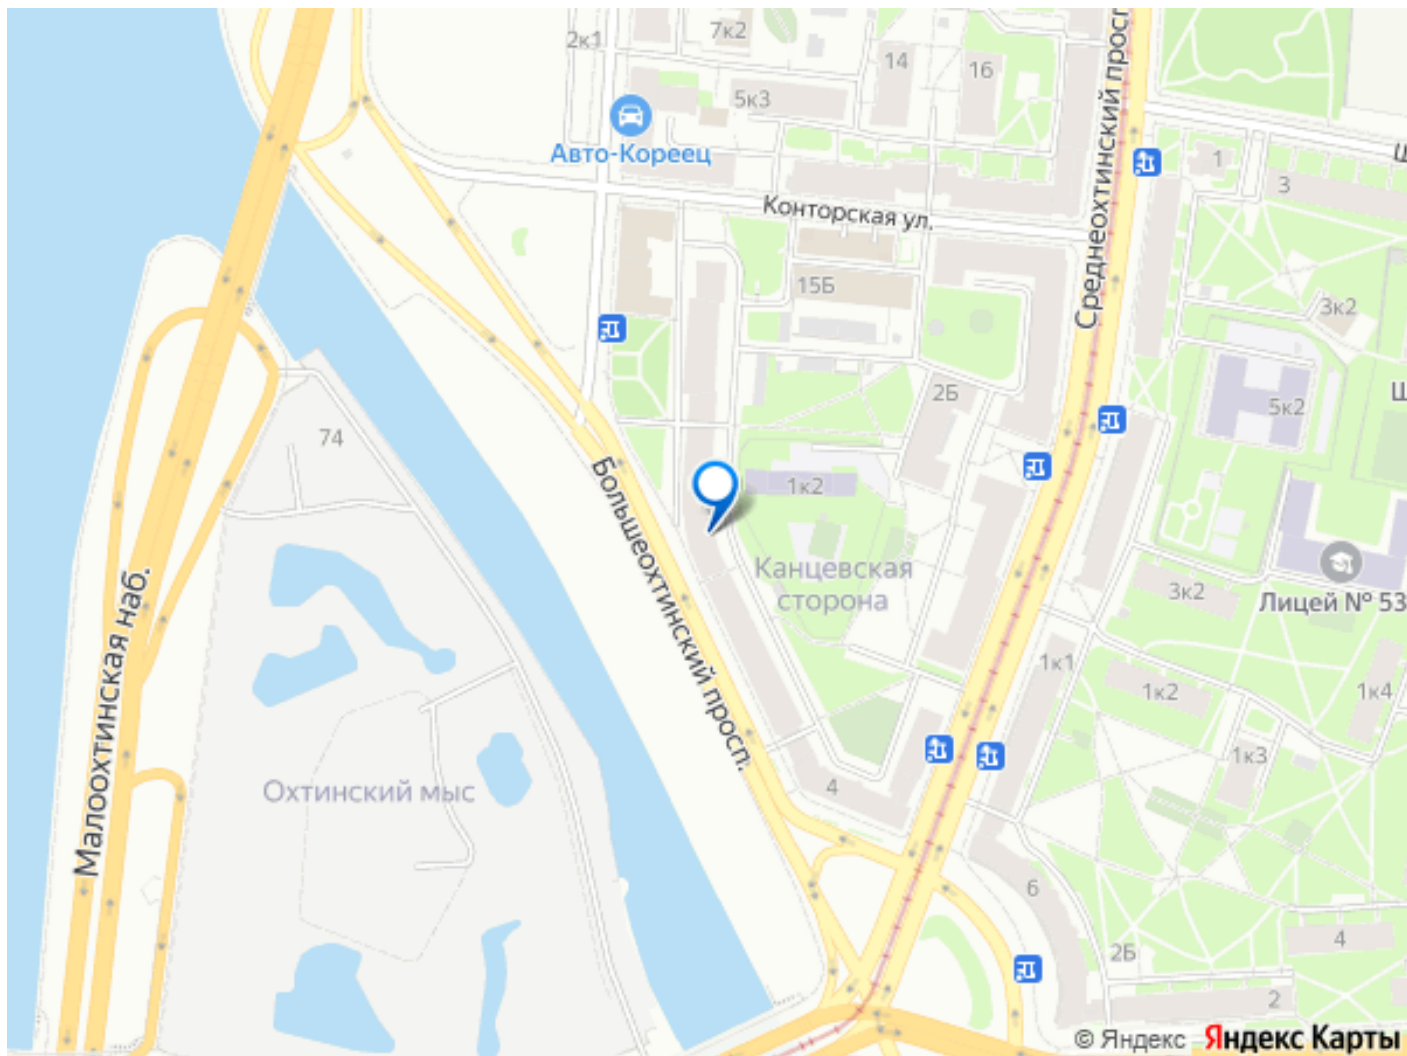 2к1
7к2
14
16
5к3
Авто-Кореец
Среднеохтинский просп
1
Ш
3
Конторская ул.
15Б
3к2
2Б
5к2
Ш
74
Большеохтинский просп.
1к2
Канцевская
сторона
Лицей № 53
3к2
Малоохтинская наб.
1к1
1к2
1к4
1к3
Охтинский мыс
4
6
2Б
4
2
© Яндекс Яндекс Карты